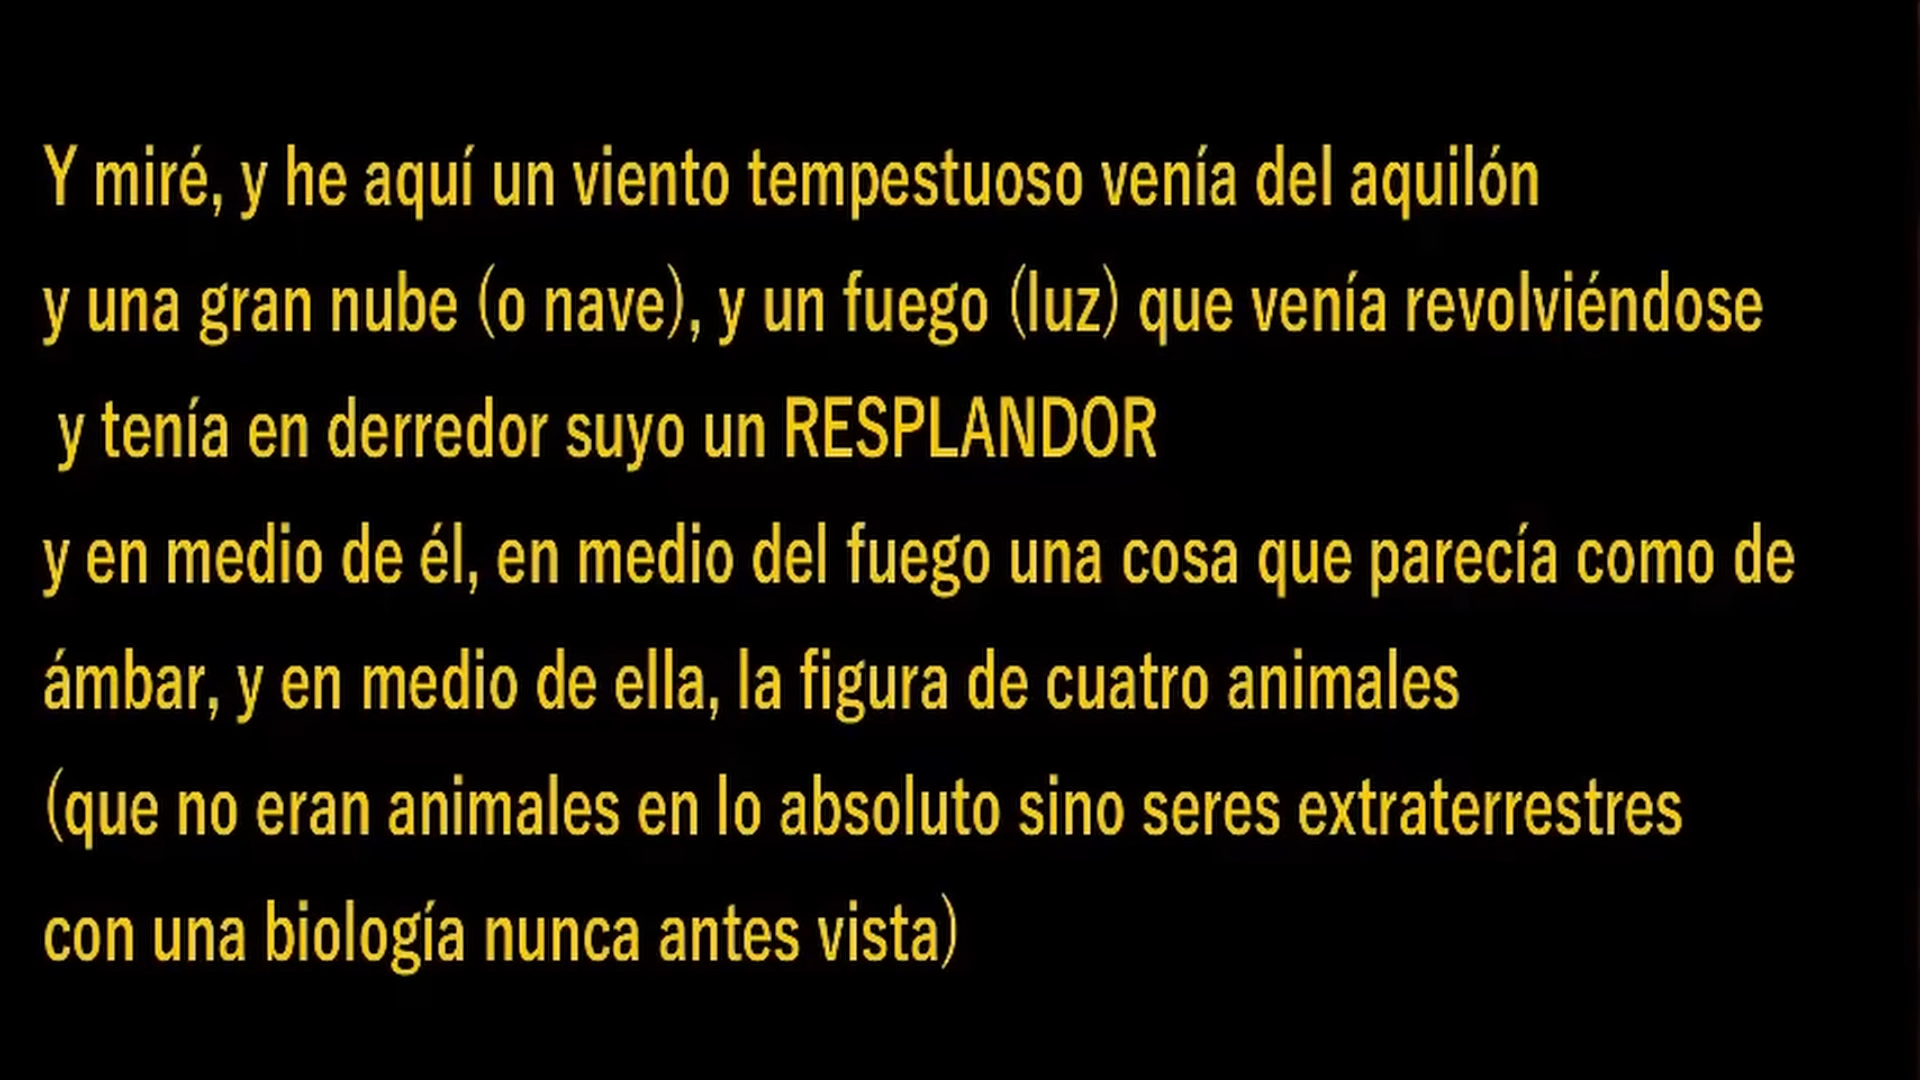 Y miré, y he aquí un viento tempestuoso venía del aquilón
y una gran nube (o nave), y un fuego (luz) que venía revolviéndose
y tenía en derredor suyo un RESPLANDOR
y en medio de él, en medio del fuego una cosa que parecía como de
ámbar, y en medio de ella, la figura de cuatro animales
(que no eran animales en lo absoluto sino seres extraterrestres
con una biología nunca antes vista)